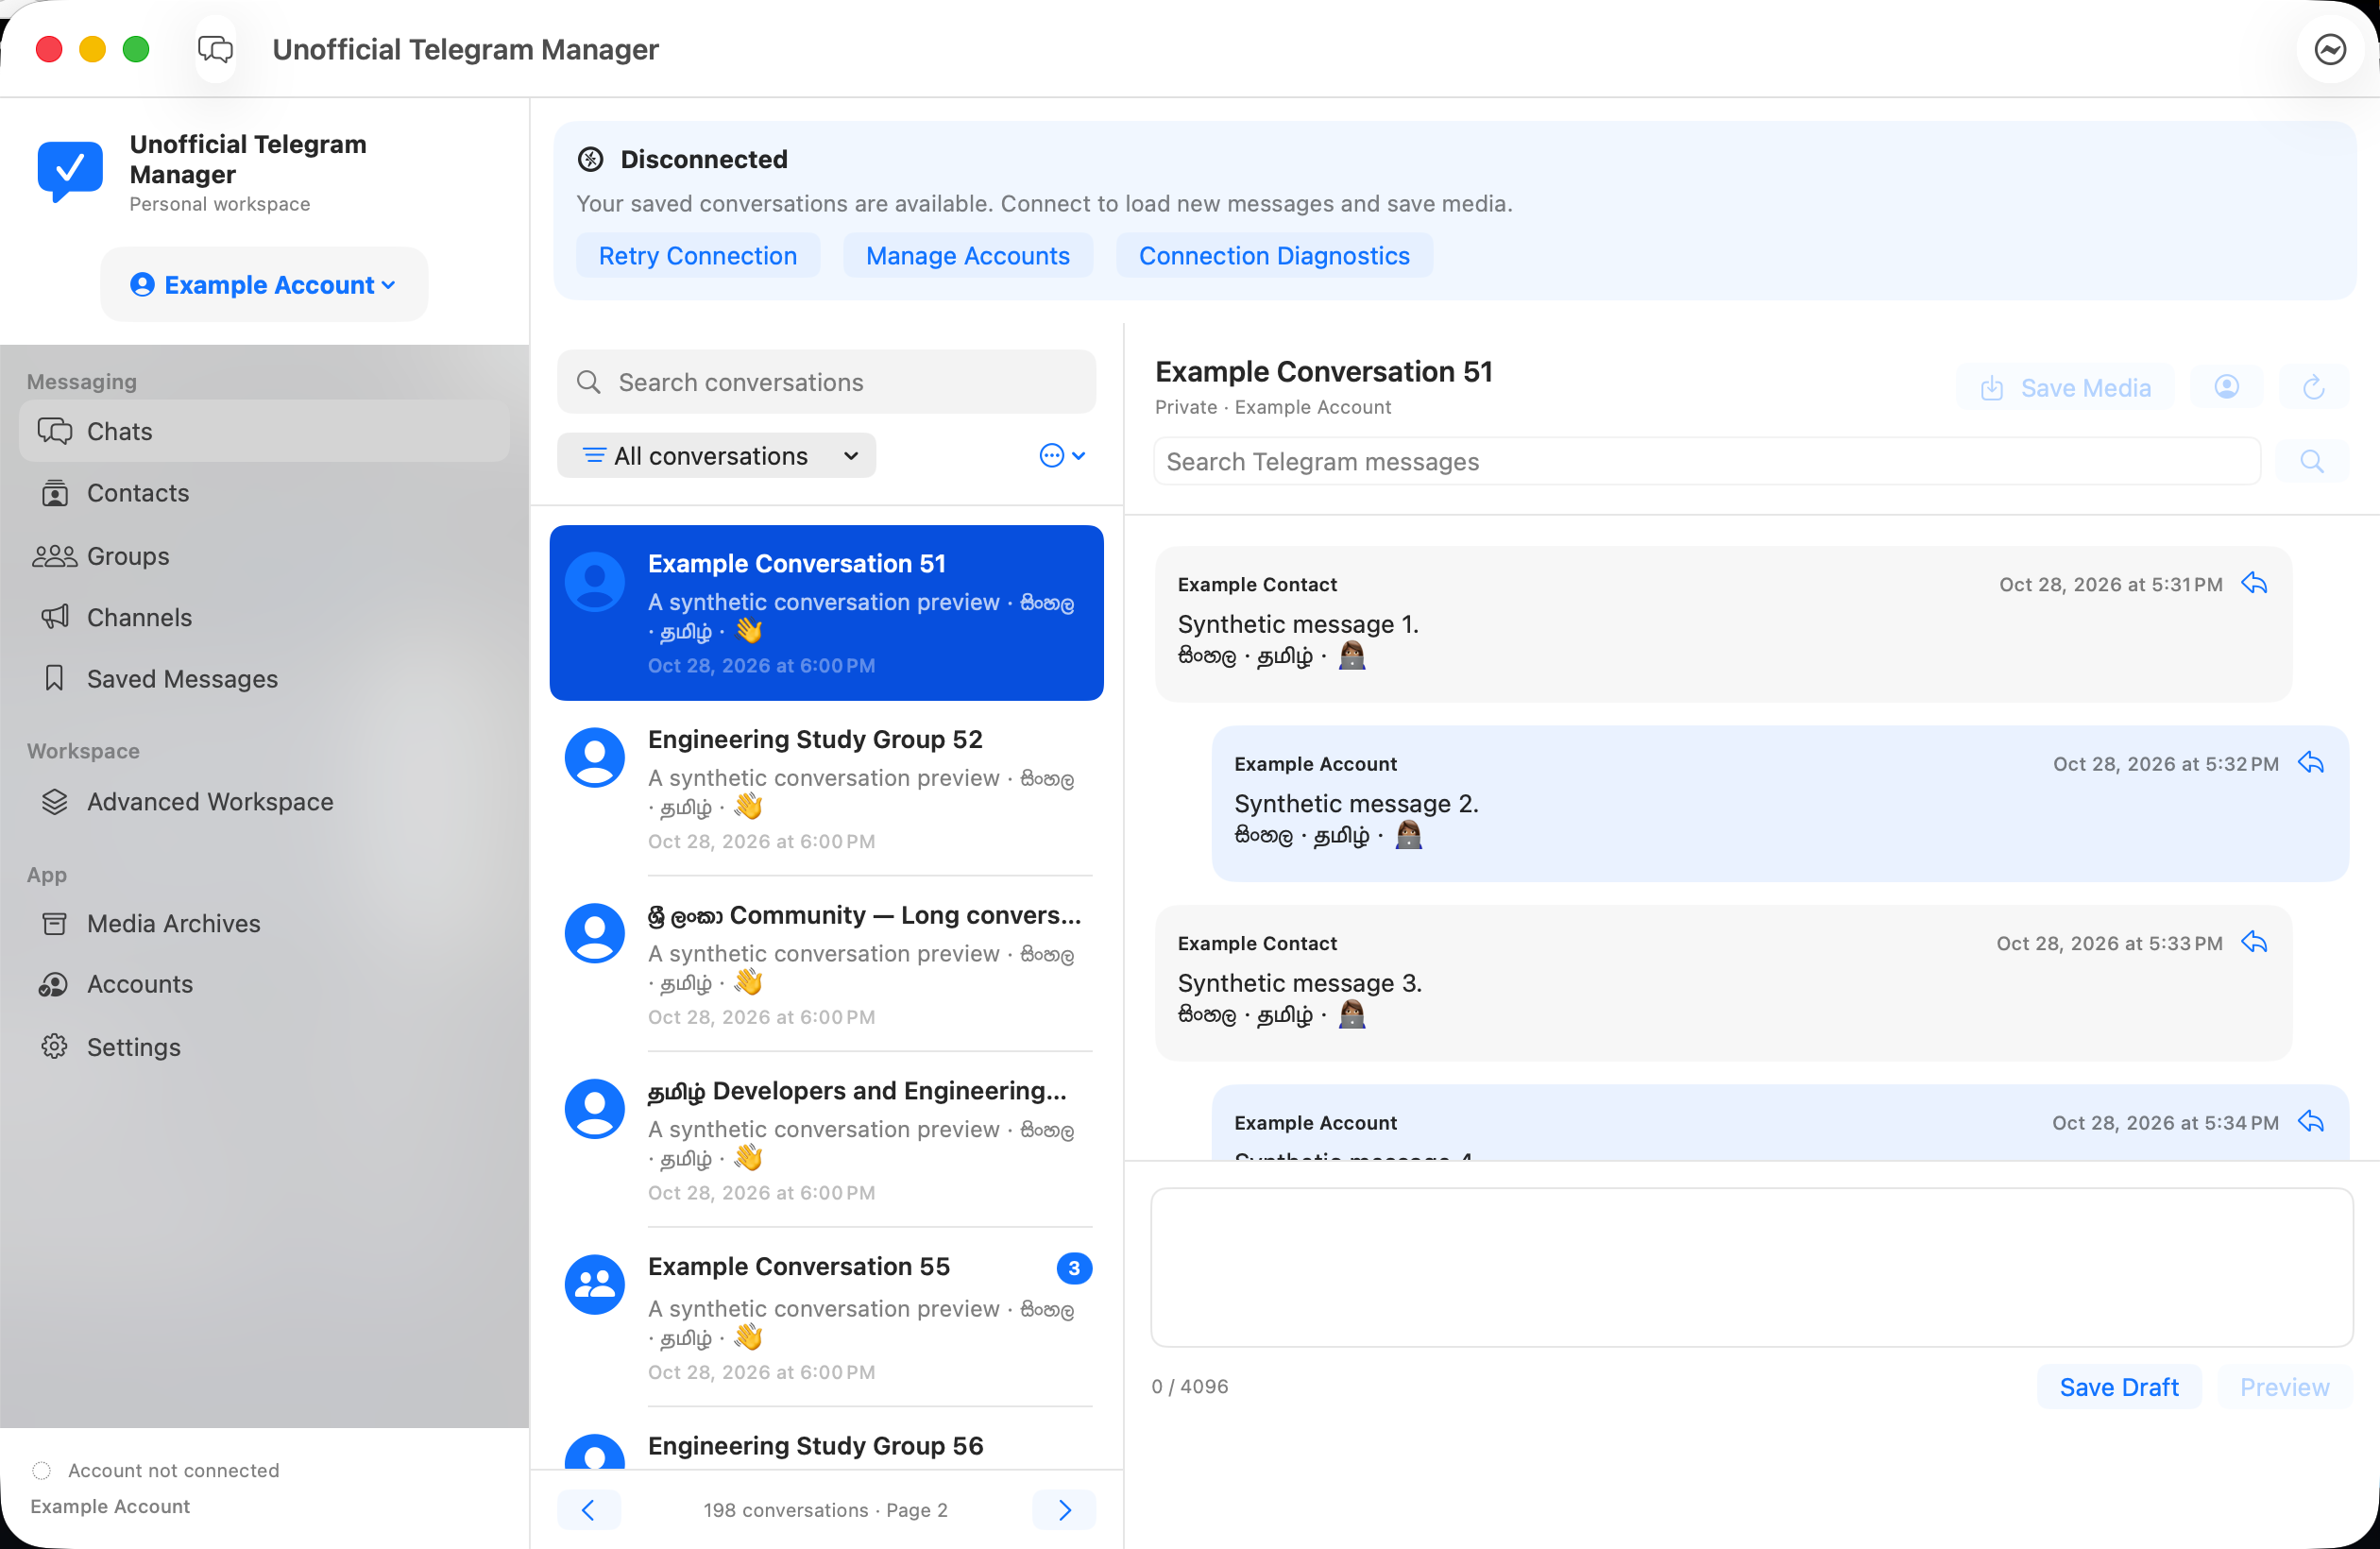 Unofficial Telegram Manager
Unofficial Telegram
Manager
Personal workspace
Example Account
Messaging
Chats
Contacts
Groups
Channels
Saved Messages
Workspace
Advanced Workspace
App
Media Archives
Accounts
Settings
Account not connected
Example Account
Disconnected
Your saved conversations are available. Connect to load new messages and save media.
Retry Connection
Manage Accounts
Connection Diagnostics
Search conversations
All conversations
Example Conversation 51
A synthetic conversation preview · සිංහල
· தமிழ் · 👋
Oct 28, 2026 at 6:00 PM
Engineering Study Group 52
A synthetic conversation preview · සිංහල
· தமிழ் · 👋
Oct 28, 2026 at 6:00 PM
ශ්‍රී ලංකා Community — Long convers...
A synthetic conversation preview · සිංහල
· தமிழ் · 👋
Oct 28, 2026 at 6:00 PM
தமிழ் Developers and Engineering...
A synthetic conversation preview · සිංහල
· தமிழ் · 👋
Oct 28, 2026 at 6:00 PM
Example Conversation 55
3
A synthetic conversation preview · සිංහල
· தமிழ் · 👋
Oct 28, 2026 at 6:00 PM
Engineering Study Group 56
198 conversations · Page 2
Example Conversation 51
Private · Example Account
Save Media
Search Telegram messages
Example Contact
Oct 28, 2026 at 5:31 PM
Synthetic message 1.
සිංහල · தமிழ் · 👩🏽‍💻
Example Account
Oct 28, 2026 at 5:32 PM
Synthetic message 2.
සිංහල · தமிழ் · 👩🏽‍💻
Example Contact
Oct 28, 2026 at 5:33 PM
Synthetic message 3.
සිංහල · தமிழ் · 👩🏽‍💻
Example Account
Oct 28, 2026 at 5:34 PM
Synthetic message 4
0 / 4096
Save Draft
Preview